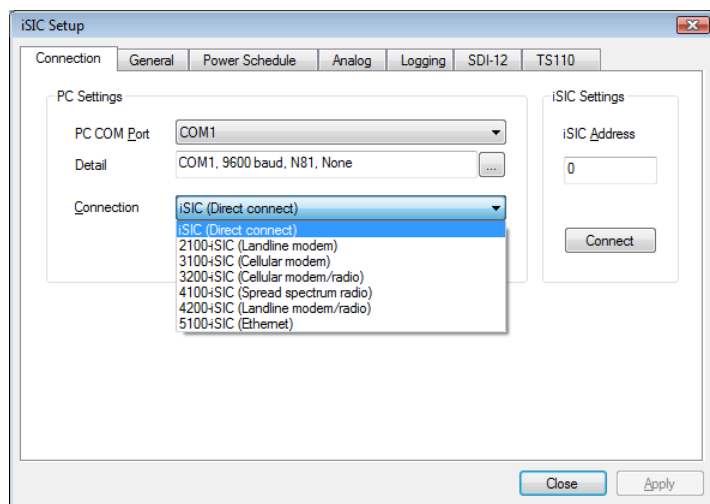 iSIC Setup
Connection General Power Schedule Analog Logging SDI-12 TS110
PC Settings
PC COM Port COM1
Detail COM1, 9600 baud, N81, None ...
Connection iSIC (Direct connect)
iSIC (Direct connect)
2100-iSIC (Landline modem)
3100-iSIC (Cellular modem)
3200-iSIC (Cellular modem/radio)
4100-iSIC (Spread spectrum radio)
4200-iSIC (Landline modem/radio)
5100-iSIC (Ethernet)
iSIC Settings
iSIC Address
0
Connect
Close Apply